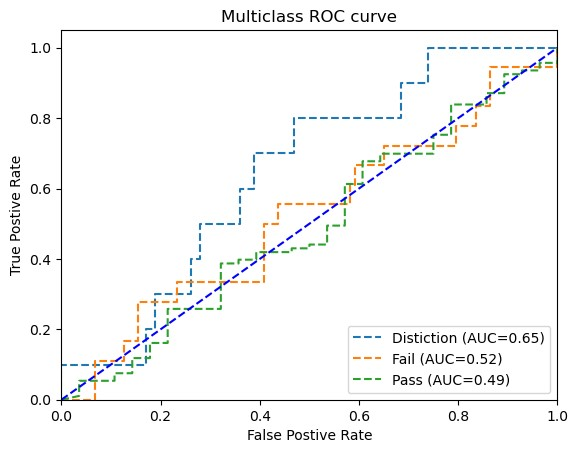 Multiclass ROC curve
True Postive Rate
1.0
0.8
0.6
0.4
0.2
0.0
Distiction (AUC=0.65)
Fail (AUC=0.52)
Pass (AUC=0.49)
0.0 0.2 0.4 0.6 0.8 1.0
False Postive Rate